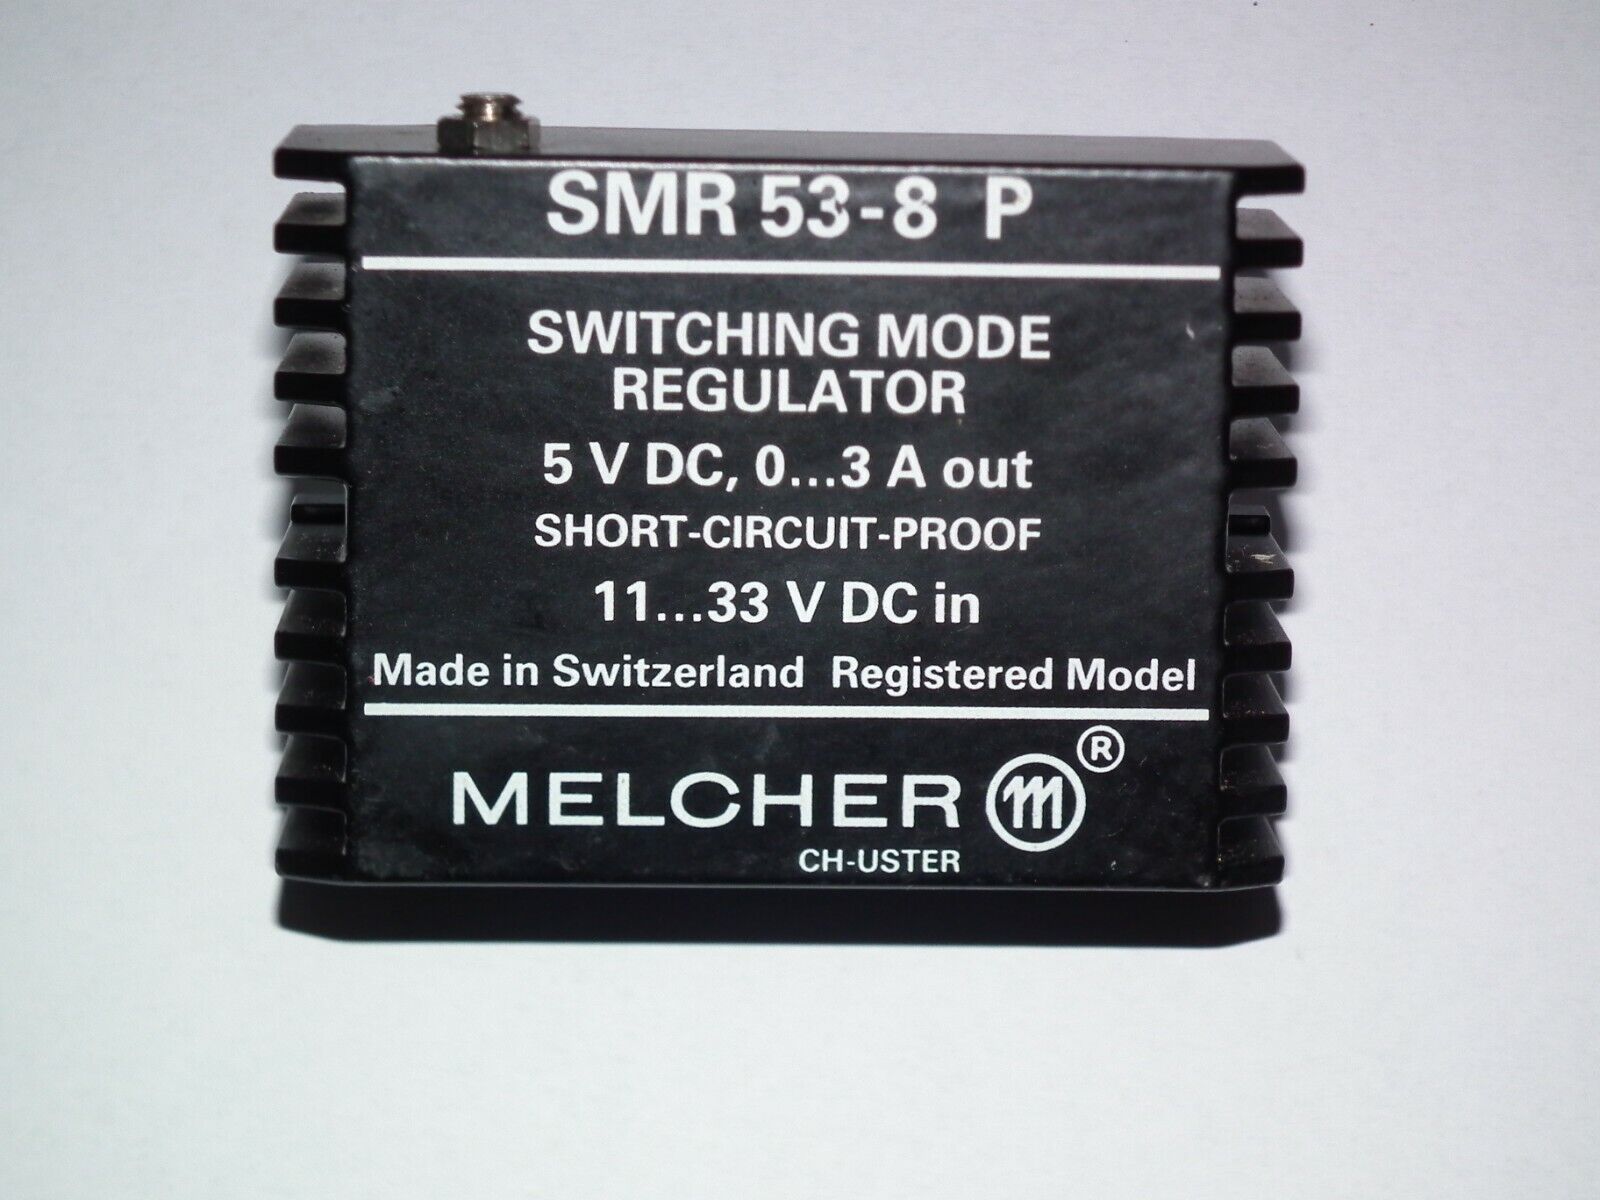 SMR 53-8 P
SWITCHING MODE
REGULATOR
5 V DC, 0...3 A out
SHORT-CIRCUIT-PROOF
11...33 V DC in
Made in Switzerland Registered Model
MELCHER m ®
CH-USTER